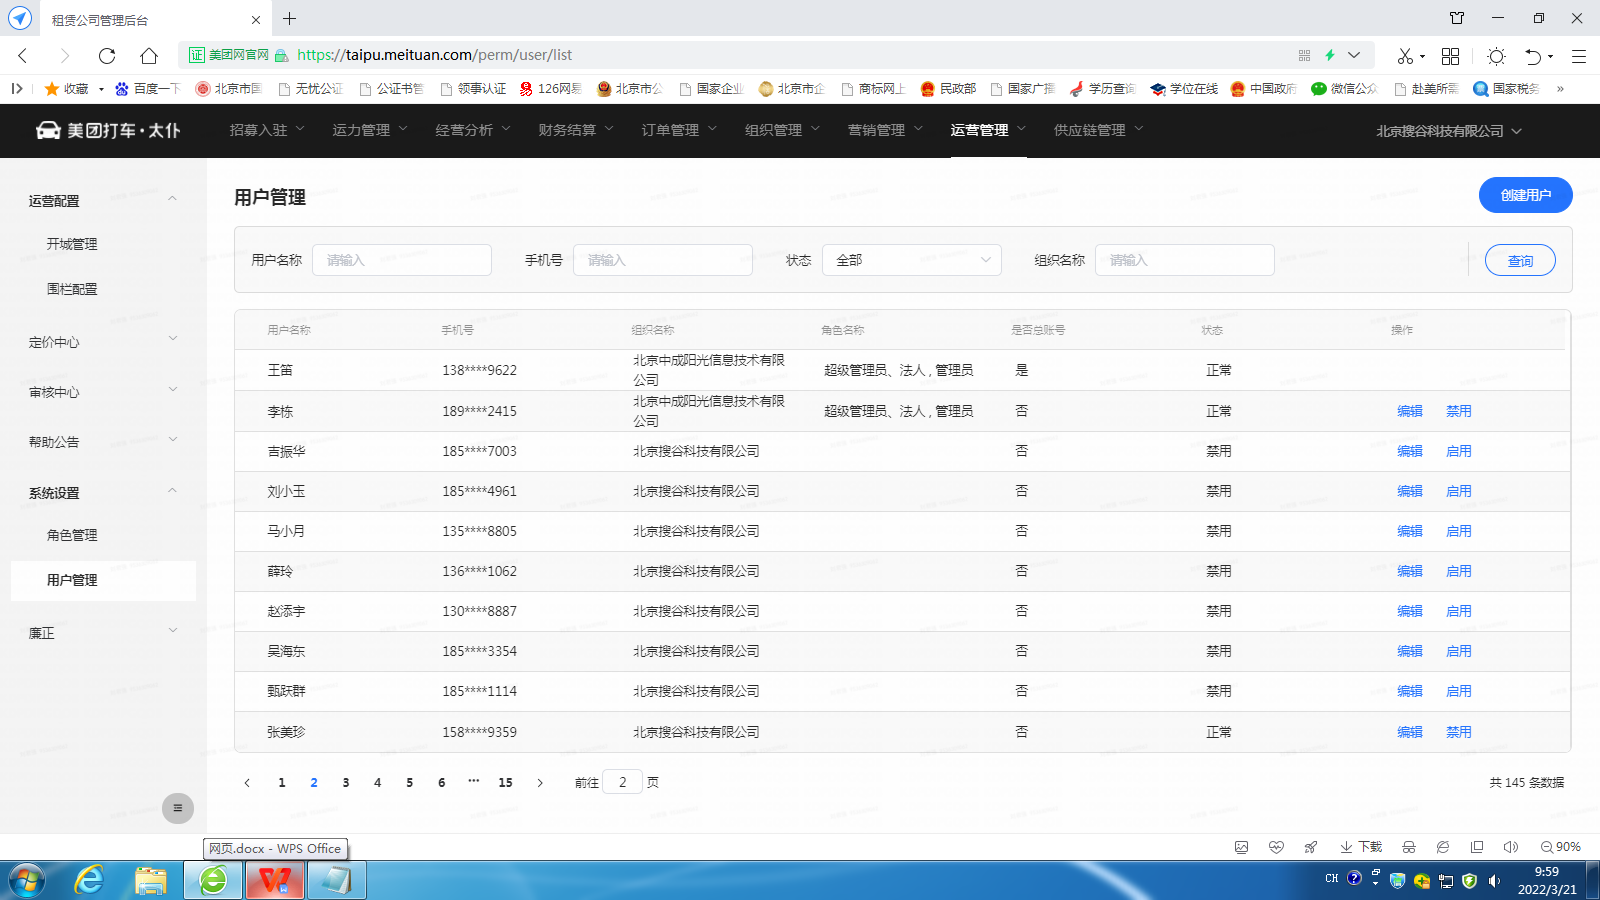 租赁公司管理后台
证 美团网官网 https://taipu.meituan.com/perm/user/list
收藏 百度一下 北京市国 无忧公证 公证书管 领事认证 126网易 北京市公 国家企业 北京市企 商标网上 民政部 国家广播 学历查询 学位在线 中国政府 微信公众 赴美所需 国家税务 »
美团打车·太仆 招募入驻 运力管理 经营分析 财务结算 订单管理 组织管理 营销管理 运营管理 供应链管理 北京搜谷科技有限公司
运营配置
开城管理
围栏配置
定价中心
审核中心
帮助公告
系统设置
角色管理
用户管理
廉正
用户管理 创建用户
用户名称 请输入 手机号 请输入 状态 全部 组织名称 请输入 查询
用户名称 手机号 组织名称 角色名称 是否总账号 状态 操作
王笛 138****9622 北京中成阳光信息技术有限公司 超级管理员、法人 , 管理员 是 正常
李栋 189****2415 北京中成阳光信息技术有限公司 超级管理员、法人 , 管理员 否 正常 编辑 禁用
吉振华 185****7003 北京搜谷科技有限公司 否 禁用 编辑 启用
刘小玉 185****4961 北京搜谷科技有限公司 否 禁用 编辑 启用
马小月 135****8805 北京搜谷科技有限公司 否 禁用 编辑 启用
薛玲 136****1062 北京搜谷科技有限公司 否 禁用 编辑 启用
赵添宇 130****8887 北京搜谷科技有限公司 否 禁用 编辑 启用
吴海东 185****3354 北京搜谷科技有限公司 否 禁用 编辑 启用
甄跃群 185****1114 北京搜谷科技有限公司 否 禁用 编辑 启用
张美珍 158****9359 北京搜谷科技有限公司 否 正常 编辑 禁用
1 2 3 4 5 6 ··· 15 前往 2 页 共 145 条数据
网页.docx - WPS Office
下载 90%
CH
9:59
2022/3/21